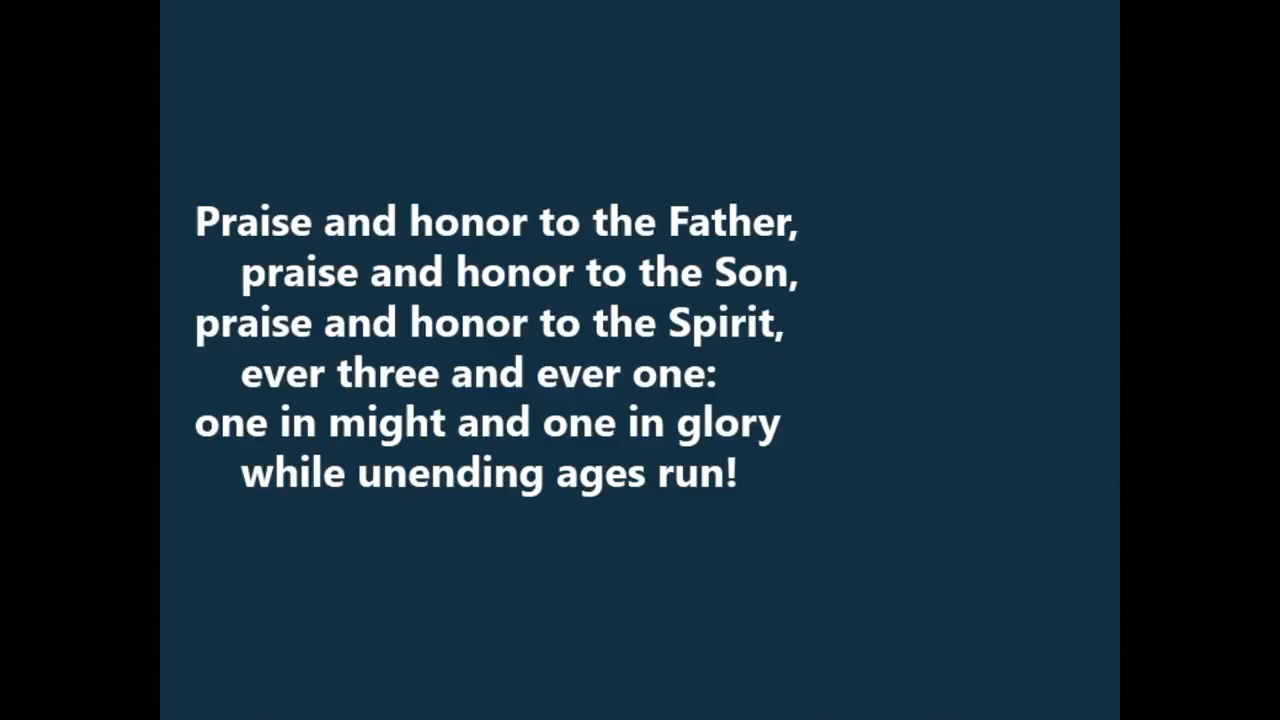 Praise and honor to the Father,
praise and honor to the Son,
praise and honor to the Spirit,
ever three and ever one:
one in might and one in glory
while unending ages run!